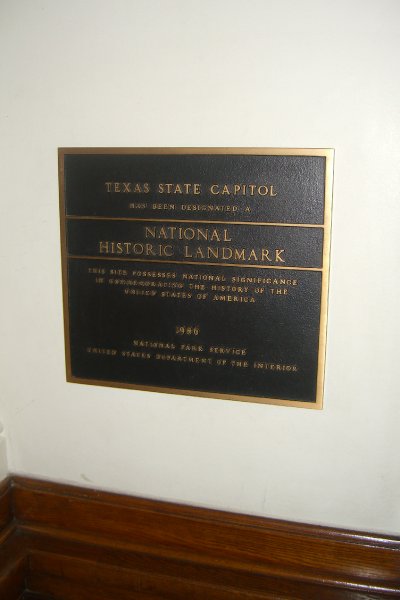 TEXAS STATE CAPITOL
HAS BEEN DESIGNATED A
NATIONAL
HISTORIC LANDMARK
THIS SITE POSSESSES NATIONAL SIGNIFICANCE
IN COMMEMORATING THE HISTORY OF THE
UNITED STATES OF AMERICA
1986
NATIONAL PARK SERVICE
UNITED STATES DEPARTMENT OF THE INTERIOR